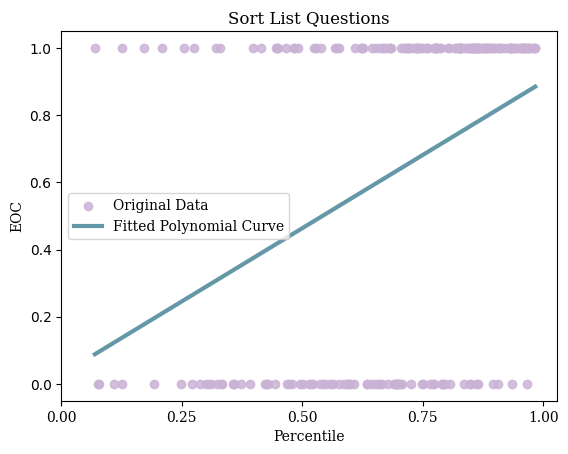 Sort List Questions
1.0
0.8
0.6
0.4
0.2
0.0
EOC
Original Data
Fitted Polynomial Curve
0.00 0.25 0.50 0.75 1.00
Percentile